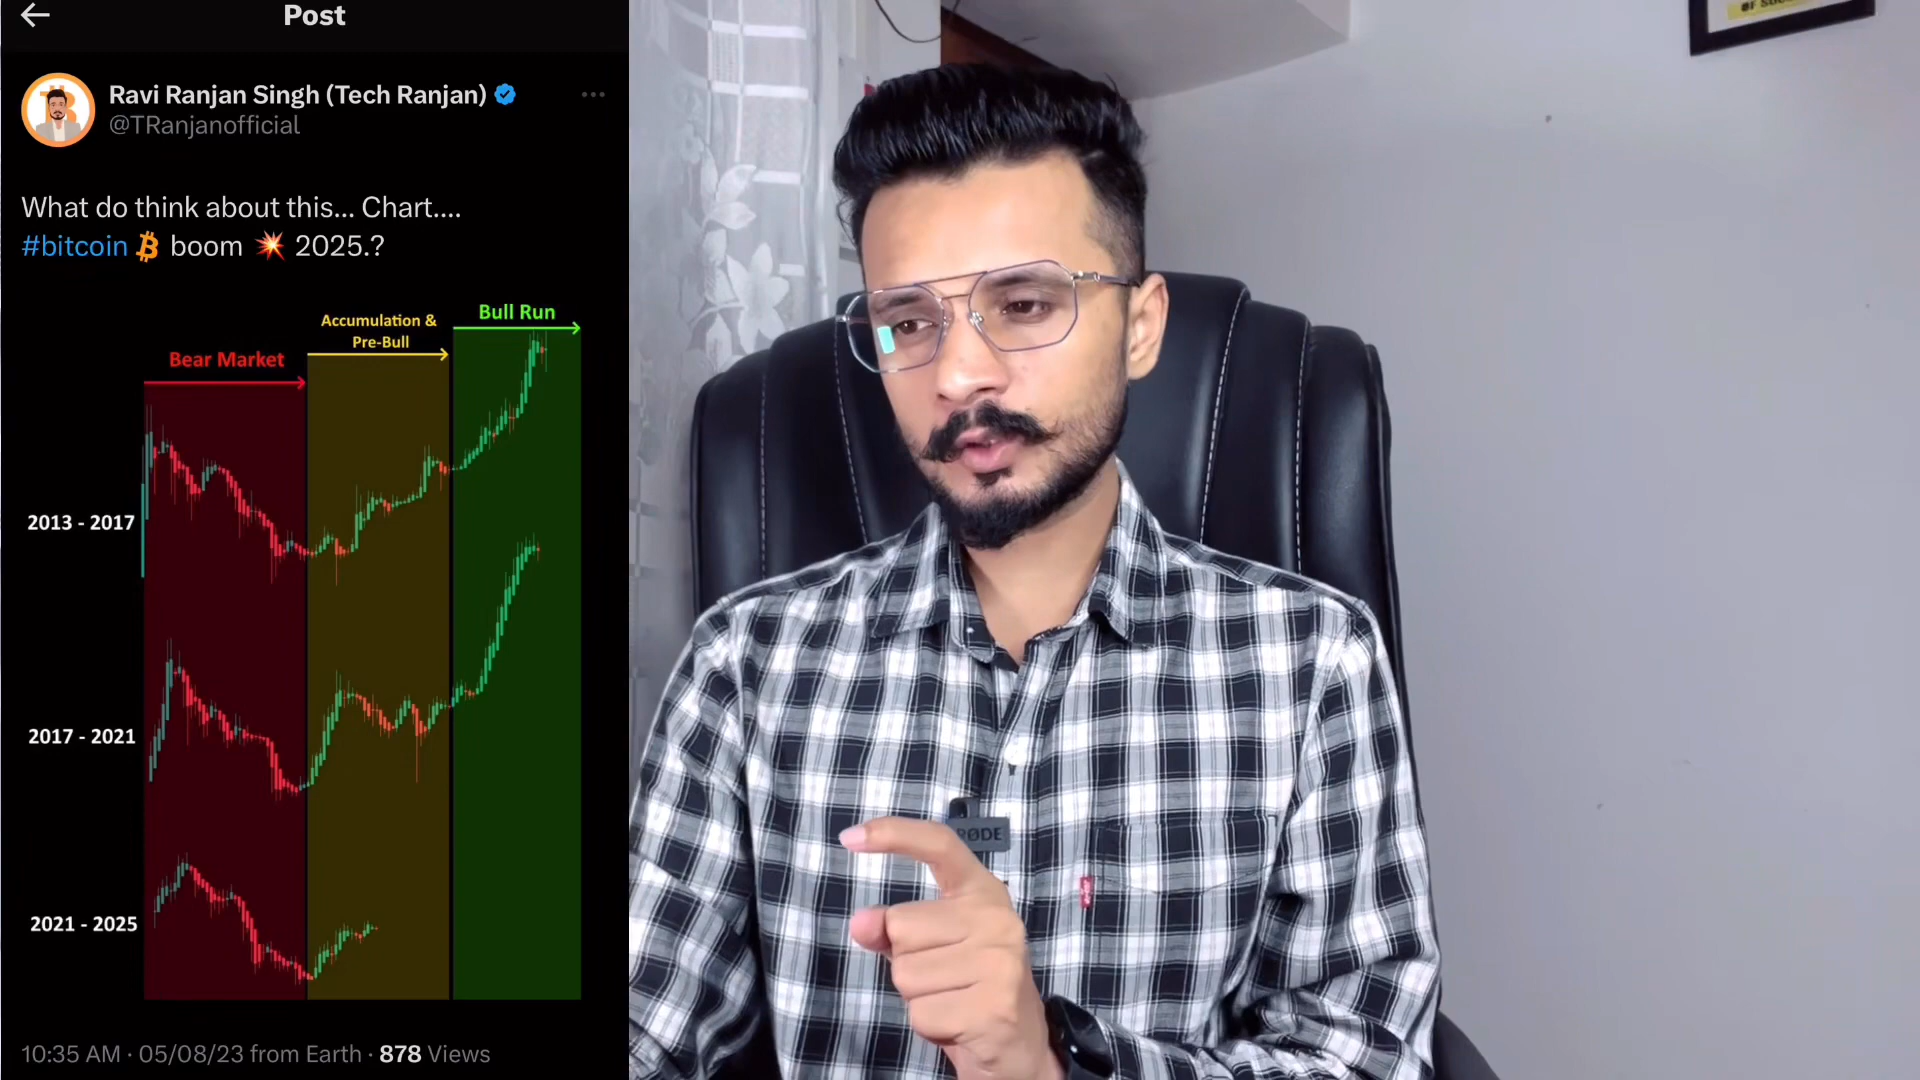 Post
Ravi Ranjan Singh (Tech Ranjan)
@TRanjanofficial
What do think about this... Chart....
#bitcoin boom 💥 2025.?
Bear Market
Accumulation &
Pre-Bull
Bull Run
2013 - 2017
2017 - 2021
2021 - 2025
10:35 AM · 05/08/23 from Earth · 878 Views
RØDE